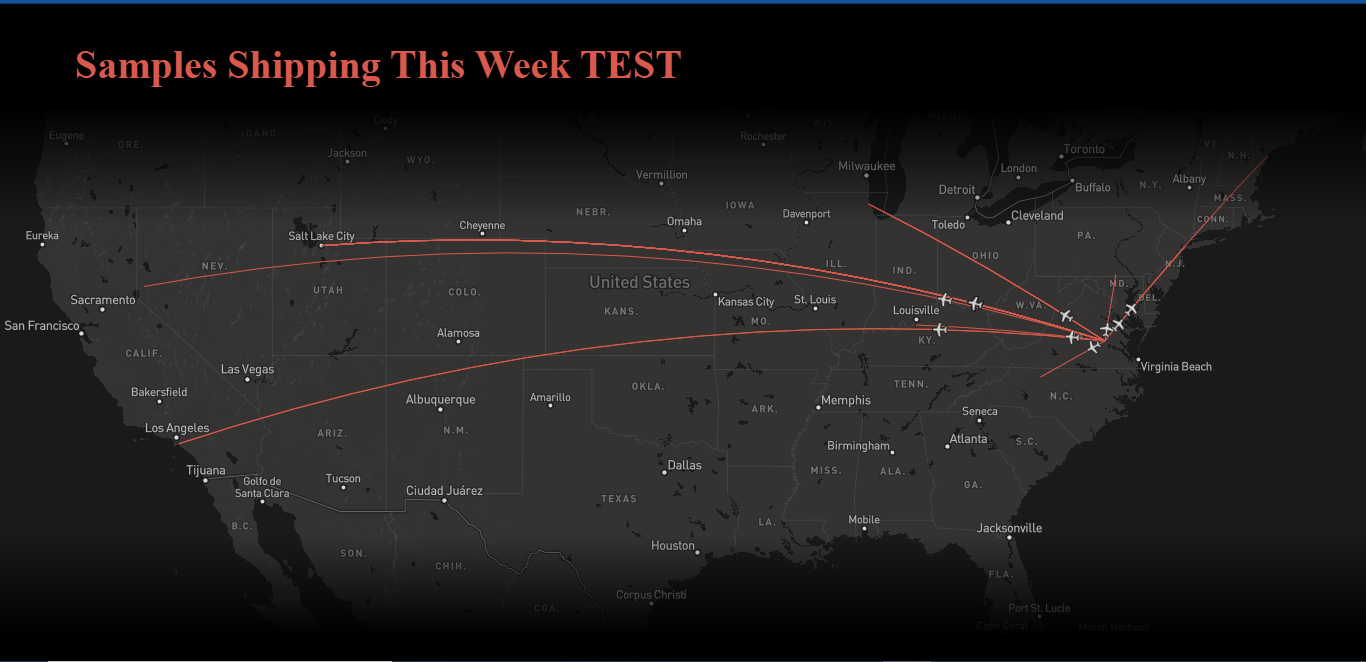 Samples Shipping This Week TEST
Cody
Rochester
WIS.
Eugene
ORE.
IDAHO
Jackson
WYO.
Vermillion
Milwaukee
Toronto
London
Detroit
Buffalo
N.Y.
Albany
VT.
N.H.
MASS.
CONN.
Eureka
Salt Lake City
Cheyenne
NEBR.
Omaha
IOWA
Davenport
Toledo
Cleveland
PA.
NEV.
UTAH
COLO.
United States
ILL.
IND.
OHIO
MD.
N.J.
DEL.
Sacramento
San Francisco
Kansas City
St. Louis
Louisville
W.VA.
KANS.
MO.
KY.
Alamosa
CALIF.
Las Vegas
Virginia Beach
Bakersfield
Albuquerque
Amarillo
OKLA.
ARK.
Memphis
TENN.
N.C.
Los Angeles
ARIZ.
N.M.
Seneca
Atlanta
S.C.
Birmingham
Tijuana
Golfo de
Santa Clara
Tucson
Ciudad Juárez
Dallas
MISS.
ALA.
GA.
TEXAS
LA.
Mobile
Jacksonville
B.C.
SON.
CHIH.
Houston
FLA.
Corpus Christi
COA.
Port St. Lucie
Cape Coral
Marsh Harbour